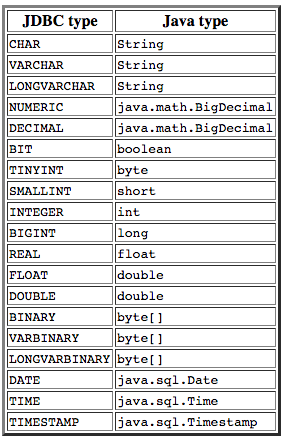 JDBC type Java type
CHAR String
VARCHAR String
LONGVARCHAR String
NUMERIC java.math.BigDecimal
DECIMAL java.math.BigDecimal
BIT boolean
TINYINT byte
SMALLINT short
INTEGER int
BIGINT long
REAL float
FLOAT double
DOUBLE double
BINARY byte[]
VARBINARY byte[]
LONGVARBINARY byte[]
DATE java.sql.Date
TIME java.sql.Time
TIMESTAMP java.sql.Timestamp